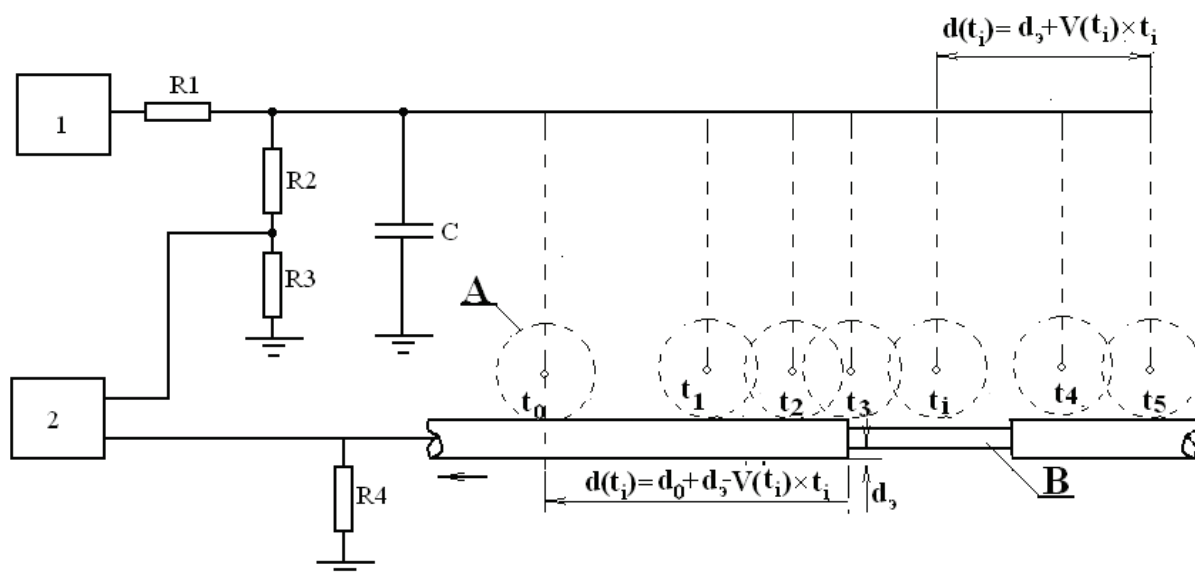 d(tᵢ)= dₔ+V(tᵢ)×tᵢ
R1
1
R2
C
R3
A
2
t₀ t₁ t₂ t₃ tᵢ t₄ t₅
d(tᵢ)= d₀+dₔ-V(tᵢ)×tᵢ
dₔ
B
R4